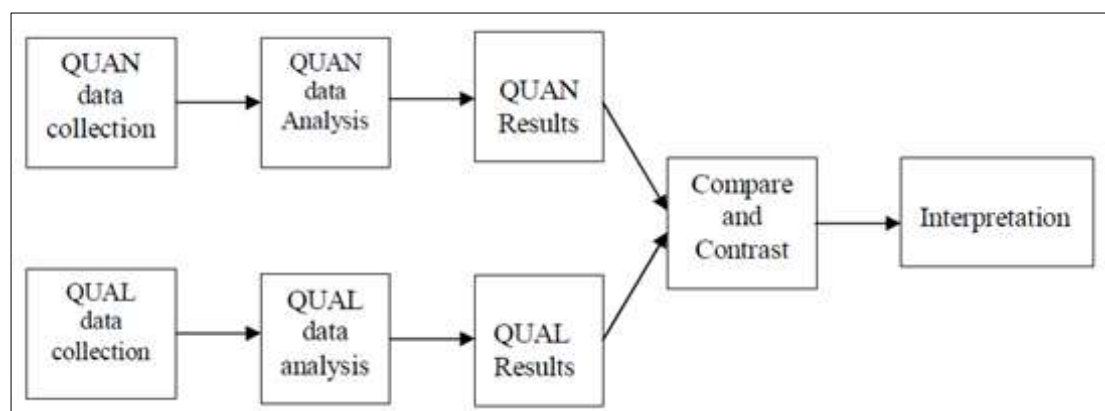 QUAN
data
collection
QUAN
data
Analysis
QUAN
Results
QUAL
data
collection
QUAL
data
analysis
QUAL
Results
Compare
and
Contrast
Interpretation